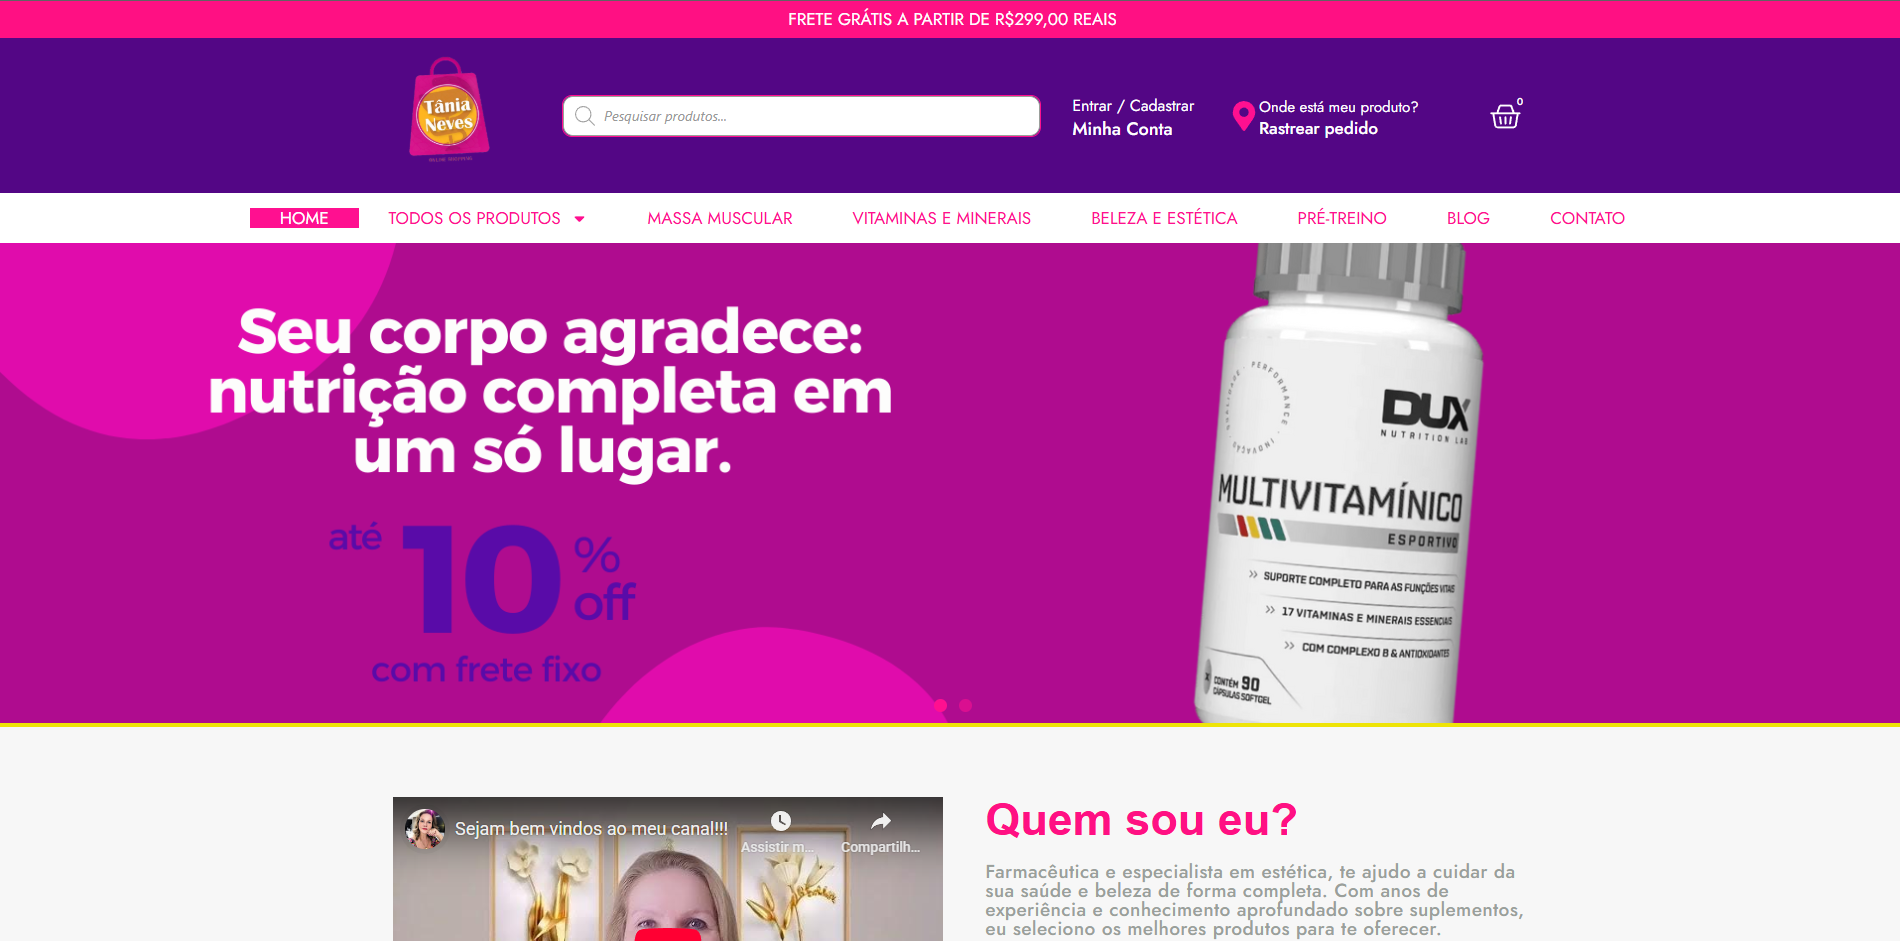 FRETE GRÁTIS A PARTIR DE R$299,00 REAIS
Tânia
Neves
Pesquisar produtos...
Entrar / Cadastrar
Minha Conta
Onde está meu produto?
Rastrear pedido
0
HOME
TODOS OS PRODUTOS
MASSA MUSCULAR
VITAMINAS E MINERAIS
BELEZA E ESTÉTICA
PRÉ-TREINO
BLOG
CONTATO
Seu corpo agradece:
nutrição completa em
um só lugar.
até 10 % off
com frete fixo
PERFORMANCE · INOVAÇÃO ·
DUX
NUTRITION LAB
MULTIVITAMÍNICO
ESPORTIVO
» SUPORTE COMPLETO PARA AS FUNÇÕES VITAIS
» 17 VITAMINAS E MINERAIS ESSENCIAIS
» COM COMPLEXO B & ANTIOXIDANTES
CONTÉM 90
CÁPSULAS SOFTGEL
Sejam bem vindos ao meu canal!!!
Assistir m...
Compartilh...
Quem sou eu?
Farmacêutica e especialista em estética, te ajudo a cuidar da
sua saúde e beleza de forma completa. Com anos de
experiência e conhecimento aprofundado sobre suplementos,
eu seleciono os melhores produtos para te oferecer.